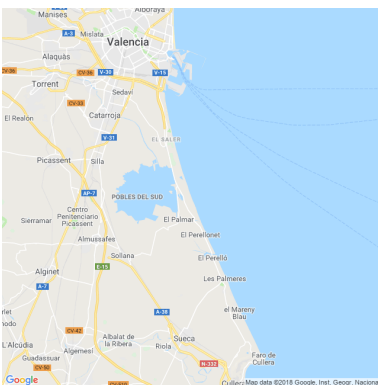 Alboraya
Manises
A-3
Mislata
Valencia
Alaquàs
CV-36
CV-36
V-30
V-15
Torrent
Sedaví
CV-33
El Realón
Catarroja
V-31
EL SALER
Picassent
Silla
AP-7
POBLES DEL SUD
Centro
Penitenciario
Picassent
Sierramar
El Palmar
Almussafes
El Perellonet
Sollana
El Perello
E-15
Alginet
Les Palmeres
A-7
A-38
el Mareny
Blau
CV-42
Albalat de
la Ribera
Sueca
L'Alcúdia
Algemesí
Riola
Guadassuar
N-332
Faro de
Cullera
CV-50
Google
Cullera
Map data ©2018 Google, Inst. Geogr. Naciona